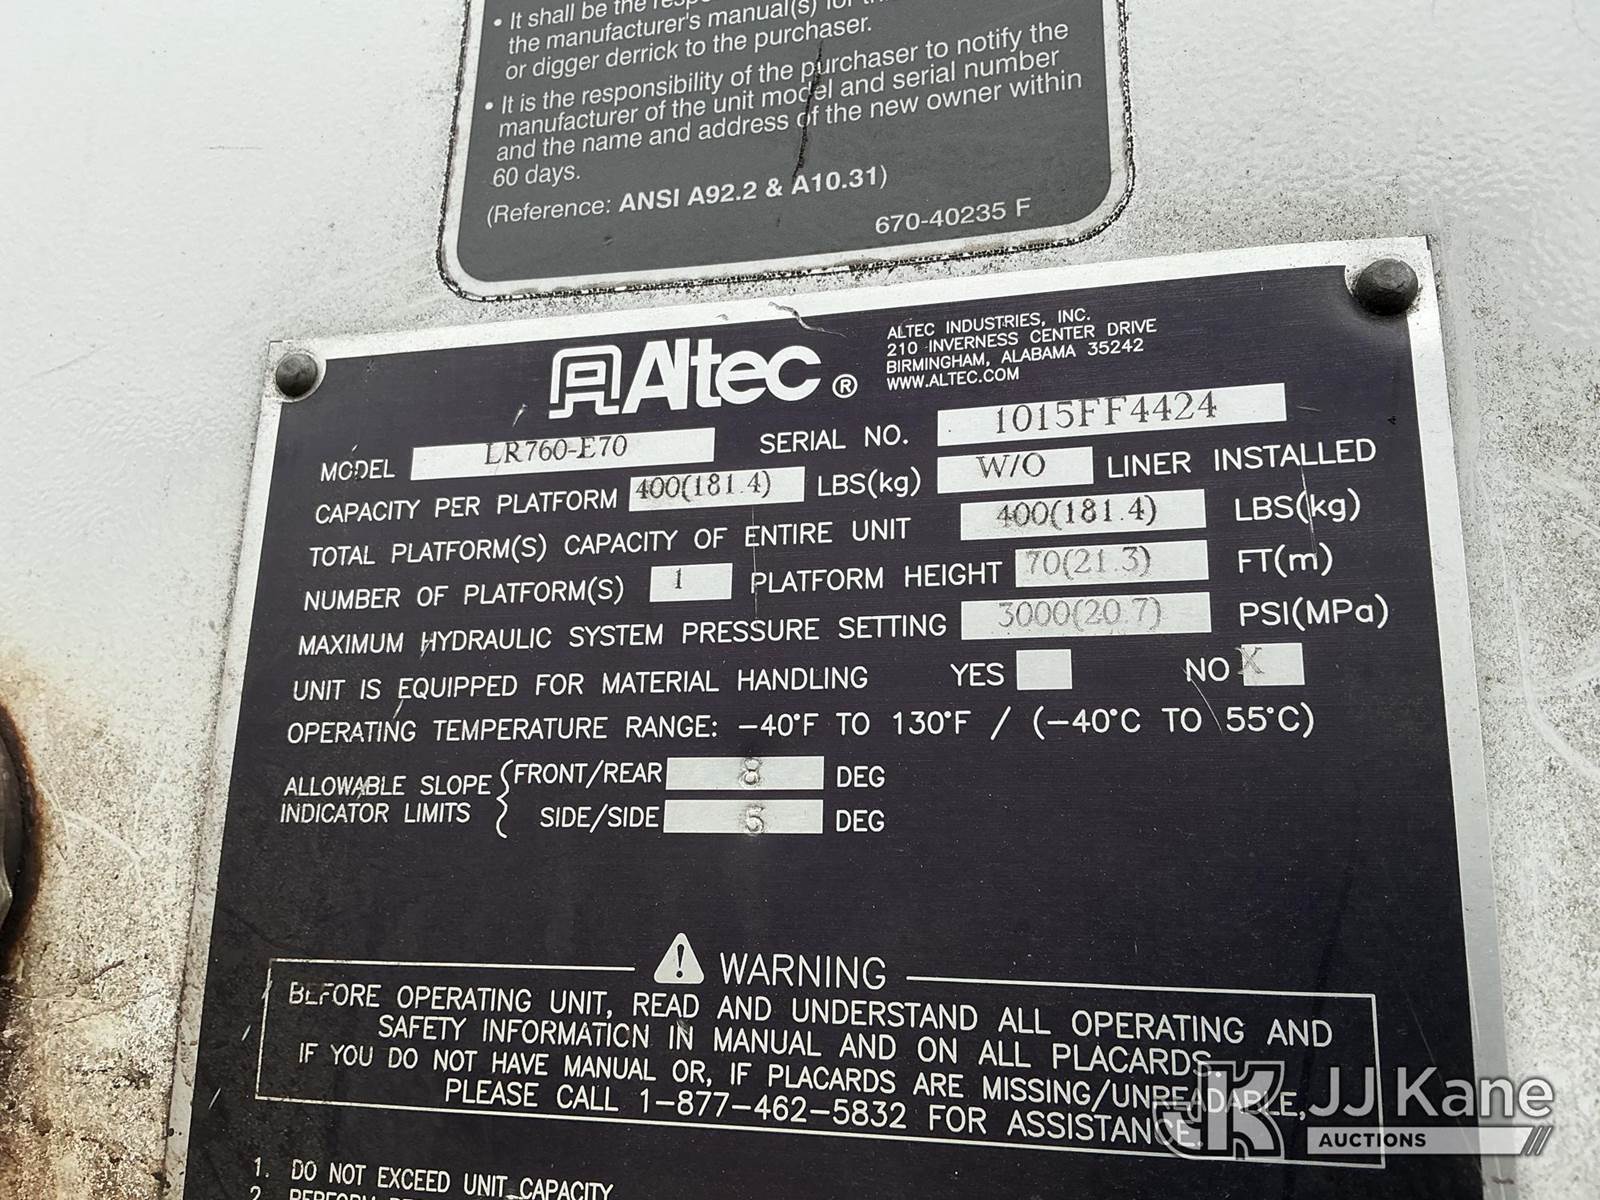 • It shall be the
the manufacturer's manual(s) for
or digger derrick to the purchaser.
• It is the responsibility of the purchaser to notify the
manufacturer of the unit model and serial number
and the name and address of the new owner within
60 days.
(Reference: ANSI A92.2 & A10.31)
670-40235 F
Altec ®
ALTEC INDUSTRIES, INC.
210 INVERNESS CENTER DRIVE
BIRMINGHAM, ALABAMA 35242
WWW.ALTEC.COM
MODEL LR760-E70 SERIAL NO. 1015FF4424
CAPACITY PER PLATFORM 400(181.4) LBS(kg) W/O LINER INSTALLED
TOTAL PLATFORM(S) CAPACITY OF ENTIRE UNIT 400(181.4) LBS(kg)
NUMBER OF PLATFORM(S) 1 PLATFORM HEIGHT 70(21.3) FT(m)
MAXIMUM HYDRAULIC SYSTEM PRESSURE SETTING 3000(20.7) PSI(MPa)
UNIT IS EQUIPPED FOR MATERIAL HANDLING YES NO X
OPERATING TEMPERATURE RANGE: -40°F TO 130°F / (-40°C TO 55°C)
ALLOWABLE SLOPE INDICATOR LIMITS { FRONT/REAR 8 DEG
SIDE/SIDE 5 DEG
WARNING
BEFORE OPERATING UNIT, READ AND UNDERSTAND ALL OPERATING AND
SAFETY INFORMATION IN MANUAL AND ON ALL PLACARDS.
IF YOU DO NOT HAVE MANUAL OR, IF PLACARDS ARE MISSING/UNREADABLE,
PLEASE CALL 1-877-462-5832 FOR ASSISTANCE.
1. DO NOT EXCEED UNIT CAPACITY
2.
JJ Kane
AUCTIONS